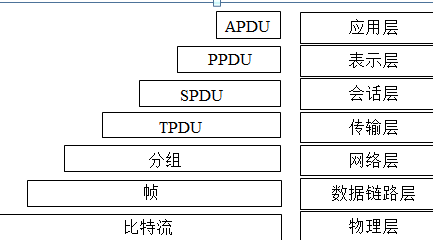 APDU 应用层
PPDU 表示层
SPDU 会话层
TPDU 传输层
分组 网络层
帧 数据链路层
比特流 物理层